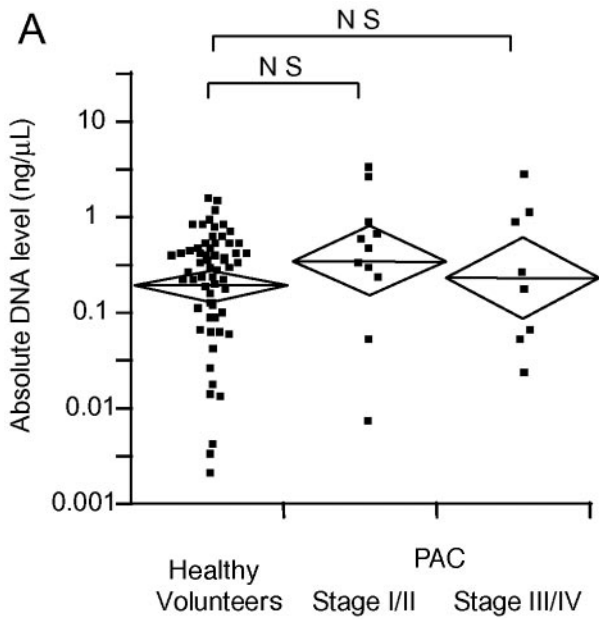 A
N S
N S
Absolute DNA level (ng/μL)
10
1
0.1
0.01
0.001
Healthy
Volunteers
PAC
Stage I/II
Stage III/IV